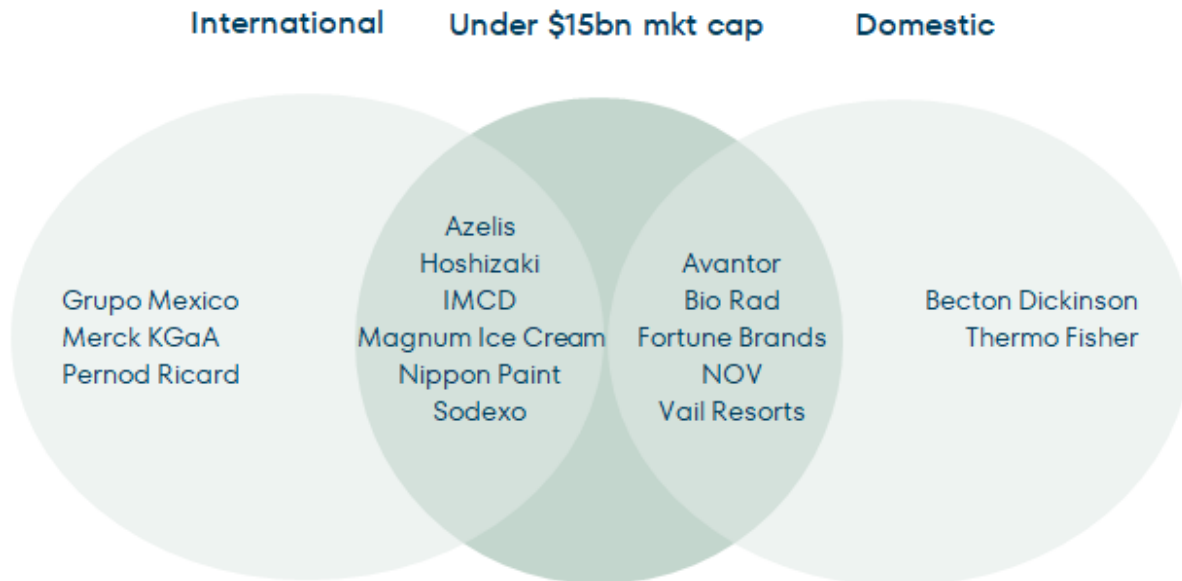 International
Under $15bn mkt cap
Domestic
Grupo Mexico
Merck KGaA
Pernod Ricard
Azelis
Hoshizaki
IMCD
Magnum Ice Cream
Nippon Paint
Sodexo
Avantor
Bio Rad
Fortune Brands
NOV
Vail Resorts
Becton Dickinson
Thermo Fisher